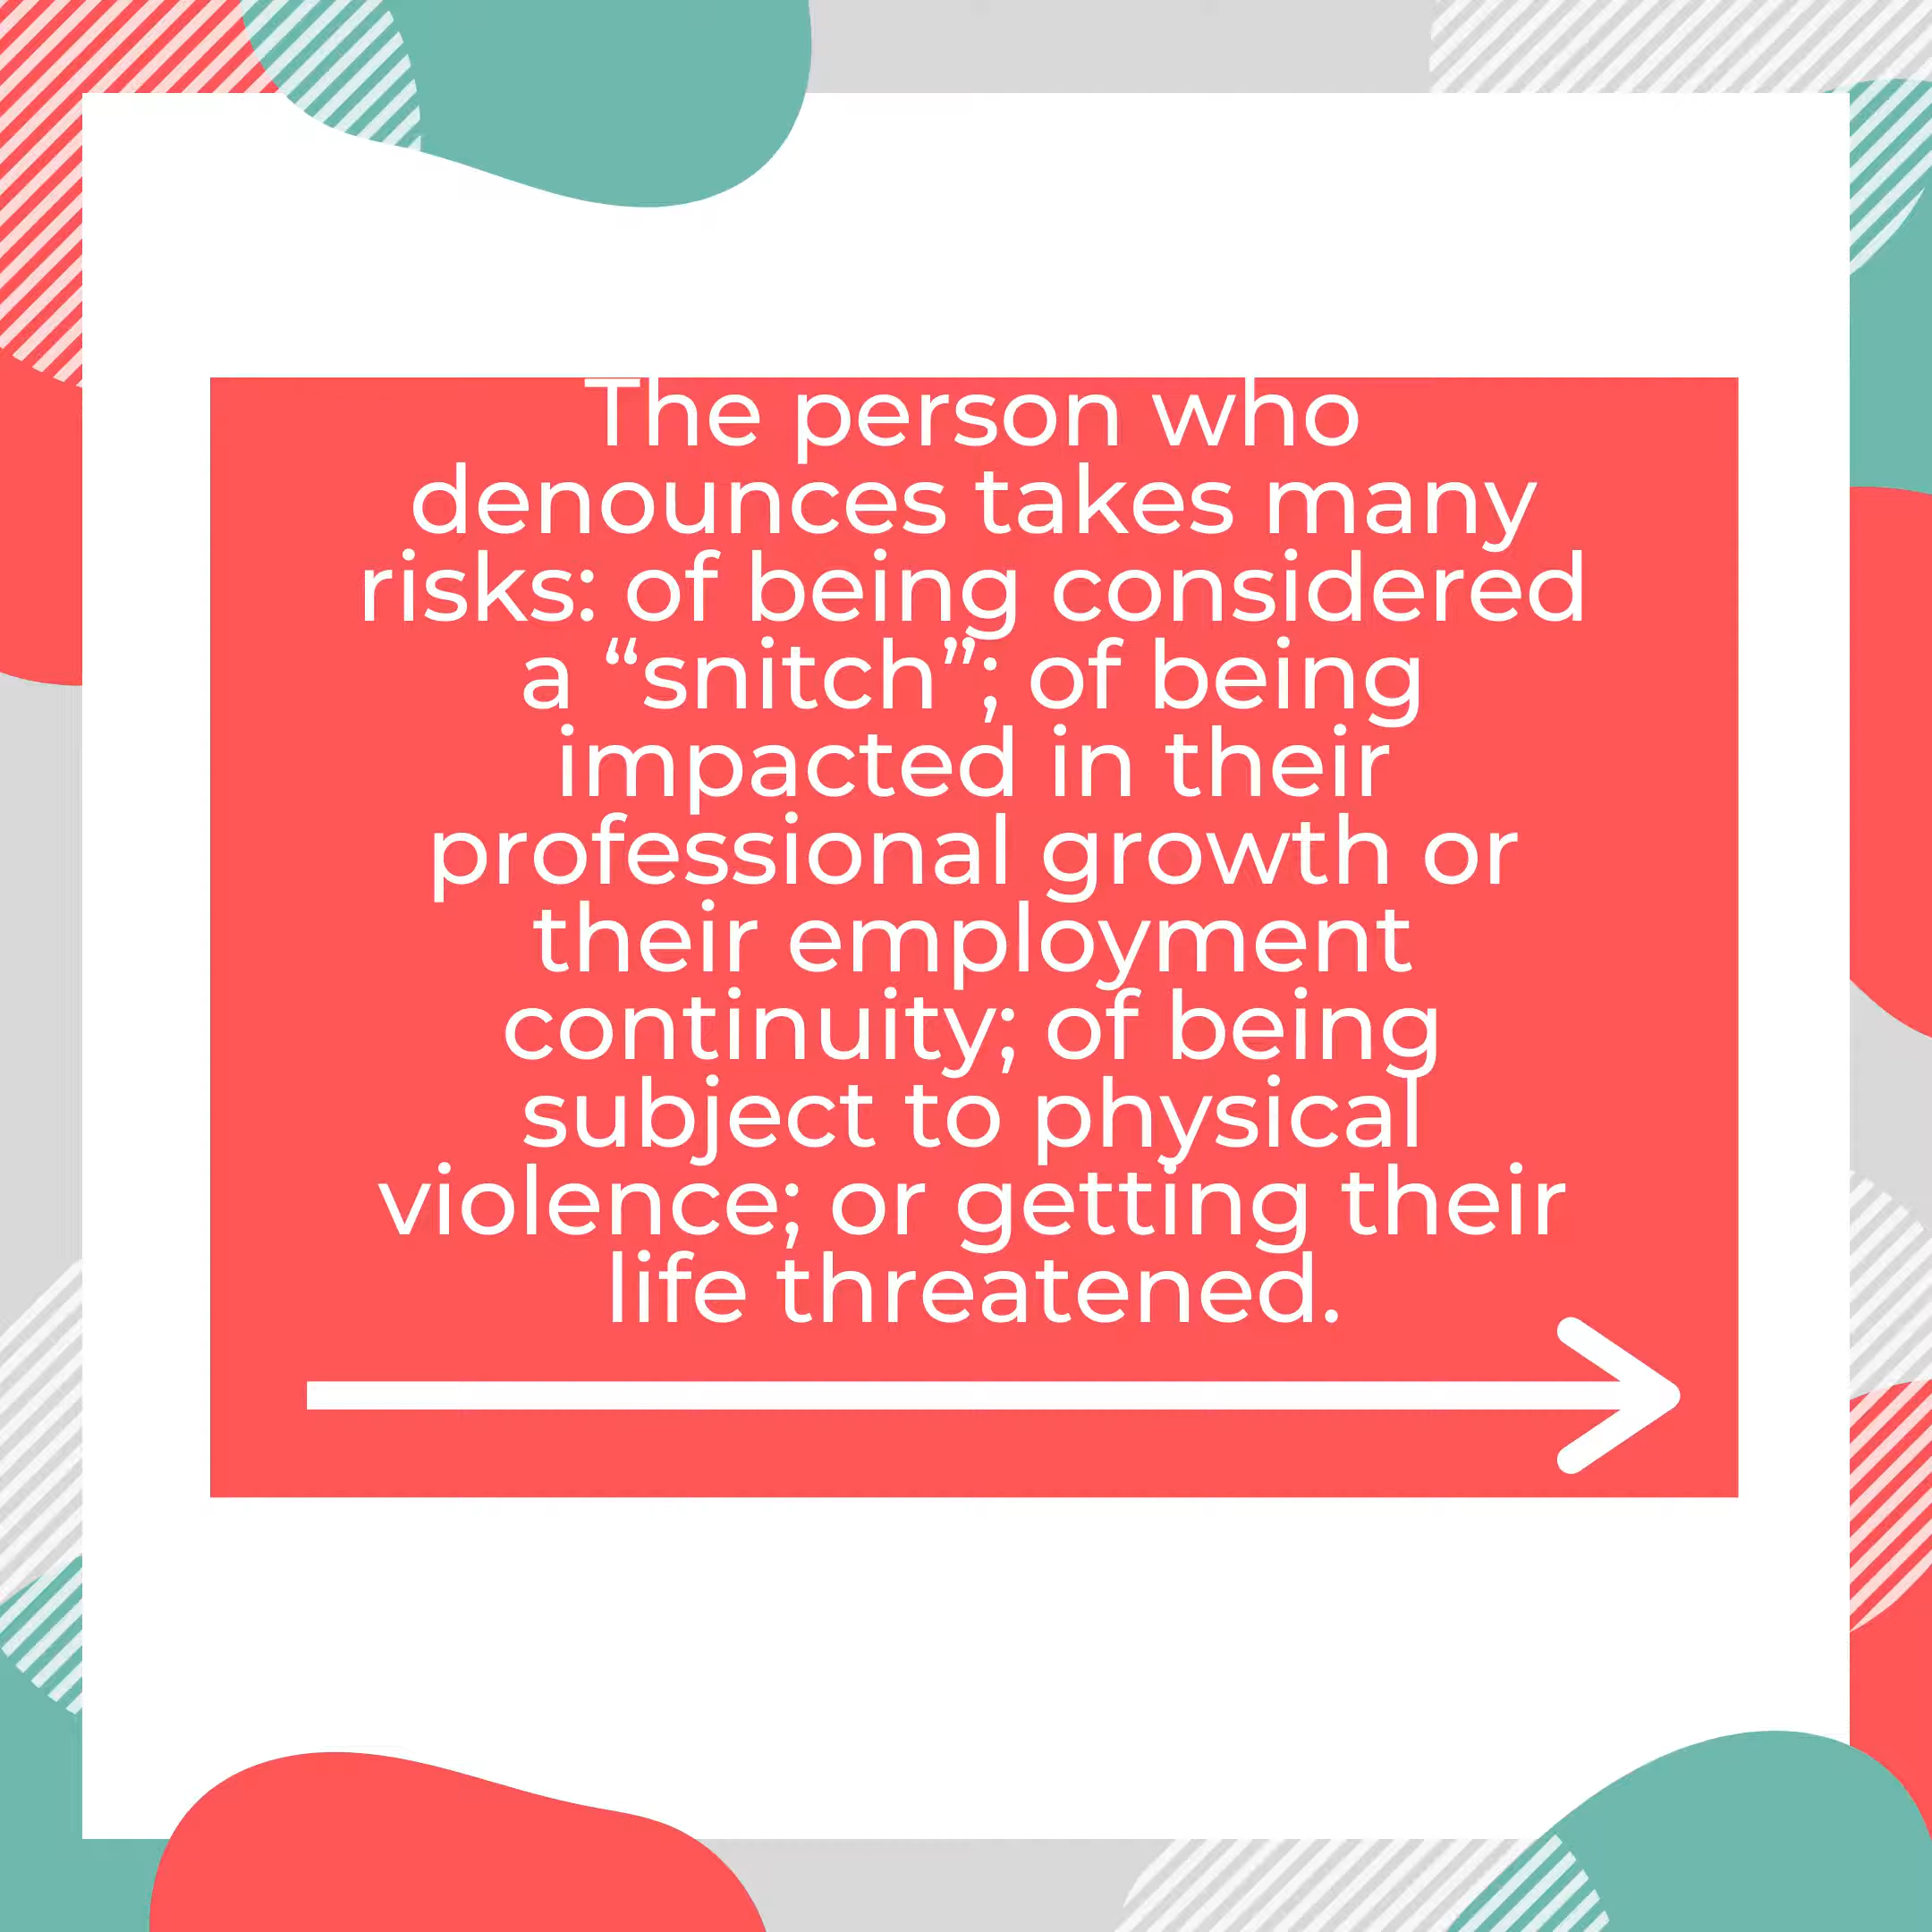 The person who
denounces takes many
risks: of being considered
a “snitch”; of being
impacted in their
professional growth or
their employment
continuity; of being
subject to physical
violence; or getting their
life threatened.